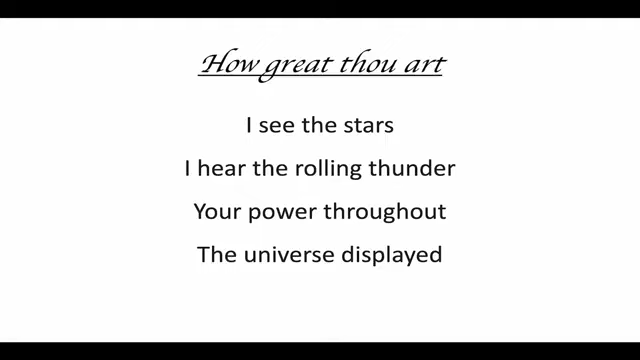 How great thou art
I see the stars
I hear the rolling thunder
Your power throughout
The universe displayed